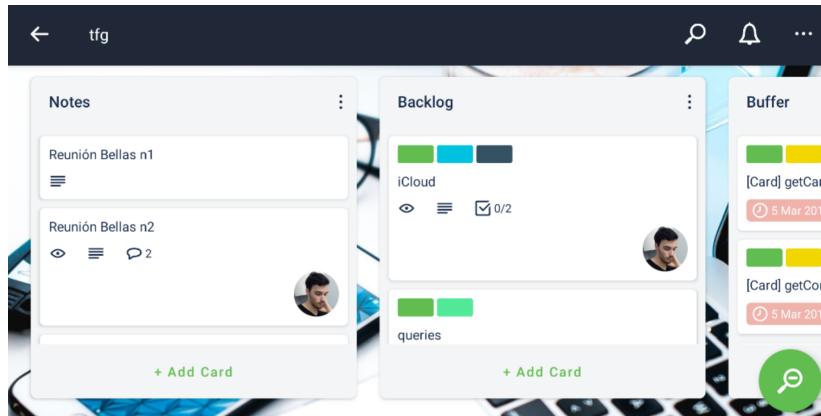 tfg
Notes
Reunión Bellas n1
Reunión Bellas n2
2
+ Add Card
Backlog
iCloud
0/2
queries
+ Add Card
Buffer
[Card] getCar
5 Mar 201
[Card] getCor
5 Mar 201